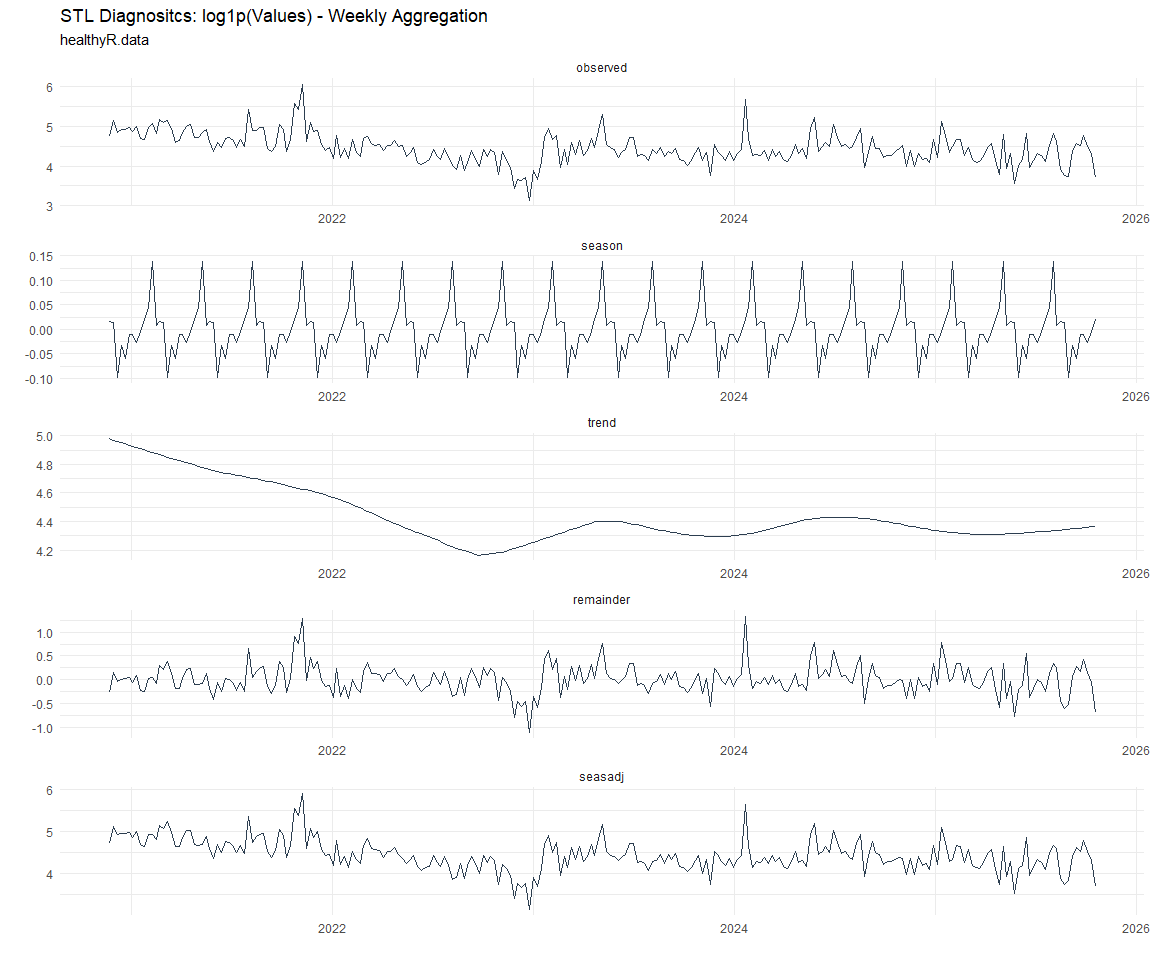 STL Diagnositcs: log1p(Values) - Weekly Aggregation
healthyR.data
observed
6
5
4
3
2022 2024 2026
season
0.15
0.10
0.05
0.00
-0.05
-0.10
2022 2024 2026
trend
5.0
4.8
4.6
4.4
4.2
2022 2024 2026
remainder
1.0
0.5
0.0
-0.5
-1.0
2022 2024 2026
seasadj
6
5
4
2022 2024 2026